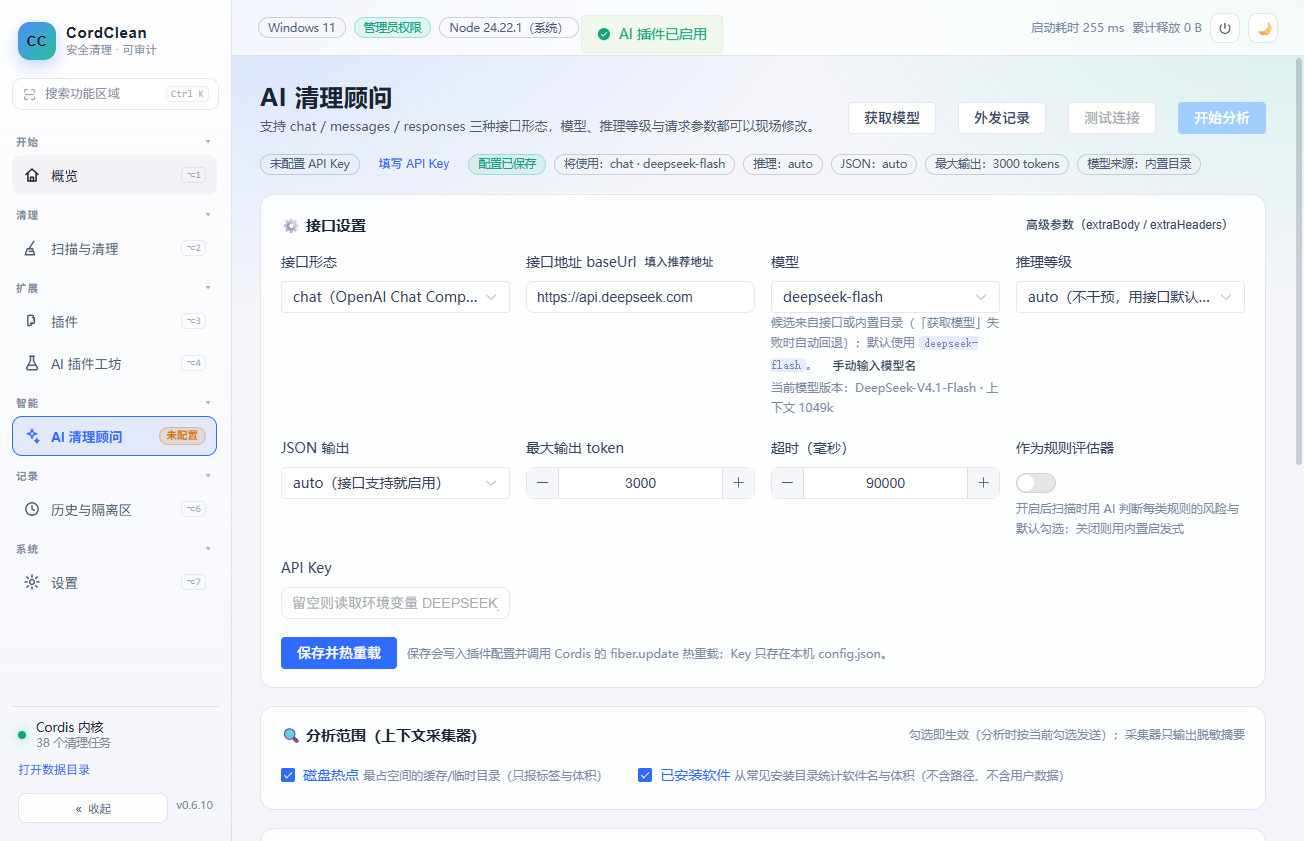 CC
CordClean
安全清理 · 可审计
搜索功能区域
Ctrl K
开始
概览
⌥1
清理
扫描与清理
⌥2
扩展
插件
⌥3
AI 插件工坊
⌥4
智能
AI 清理顾问
未配置
记录
历史与隔离区
⌥6
系统
设置
⌥7
Cordis 内核
38 个清理任务
打开数据目录
« 收起
v0.6.10
Windows 11
管理员权限
Node 24.22.1（系统）
AI 插件已启用
启动耗时 255 ms
累计释放 0 B
AI 清理顾问
支持 chat / messages / responses 三种接口形态，模型、推理等级与请求参数都可以现场修改。
获取模型
外发记录
测试连接
开始分析
未配置 API Key
填写 API Key
配置已保存
将使用：chat · deepseek-flash
推理：auto
JSON：auto
最大输出：3000 tokens
模型来源：内置目录
接口设置
高级参数（extraBody / extraHeaders）
接口形态
chat（OpenAI Chat Comp...
接口地址 baseUrl
填入推荐地址
https://api.deepseek.com
模型
deepseek-flash
候选来自接口或内置目录（「获取模型」失
败时自动回退）；默认使用 deepseek-
flash。 手动输入模型名
当前模型版本：DeepSeek-V4.1-Flash · 上
下文 1049k
推理等级
auto（不干预，用接口默认...
JSON 输出
auto（接口支持就启用）
最大输出 token
3000
超时（毫秒）
90000
作为规则评估器
开启后扫描时用 AI 判断每类规则的风险与
默认勾选；关闭则用内置启发式
API Key
留空则读取环境变量 DEEPSEEK_
保存并热重载
保存会写入插件配置并调用 Cordis 的 fiber.update 热重载；Key 只存在本机 config.json。
分析范围（上下文采集器）
勾选即生效（分析时按当前勾选发送）；采集器只输出脱敏摘要
磁盘热点 最占空间的缓存/临时目录（只报标签与体积）
已安装软件 从常见安装目录统计软件名与体积（不含路径、不含用户数据）